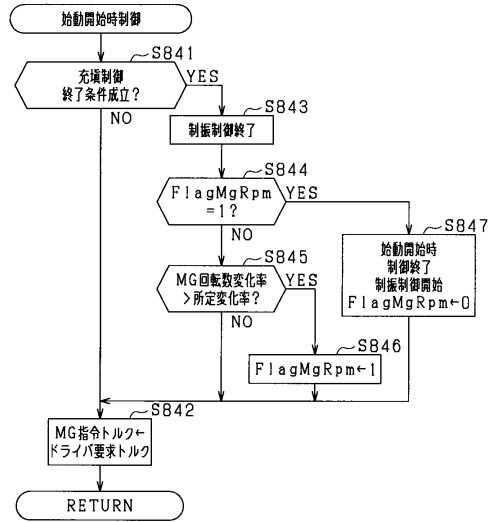 始動開始時制御
S841
充填制御
終了条件成立?
YES
NO
S843
制振制御終了
S844
FlagMgRpm
=1?
YES
NO
S847
始動開始時
制御終了
制振制御開始
FlagMgRpm←0
S845
MG回転数変化率
>所定変化率?
YES
NO
S846
FlagMgRpm←1
S842
MG指令トルク←
ドライバ要求トルク
RETURN